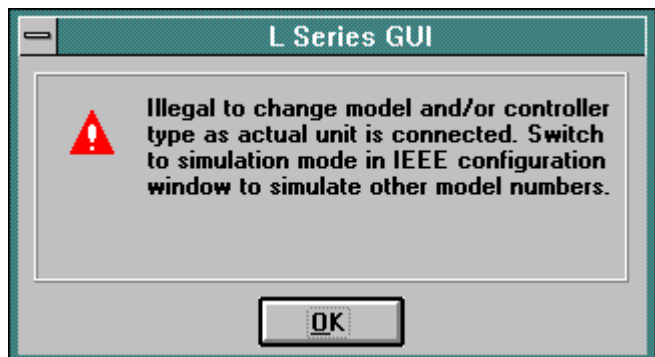 L Series GUI
Illegal to change model and/or controller
type as actual unit is connected. Switch
to simulation mode in IEEE configuration
window to simulate other model numbers.
OK